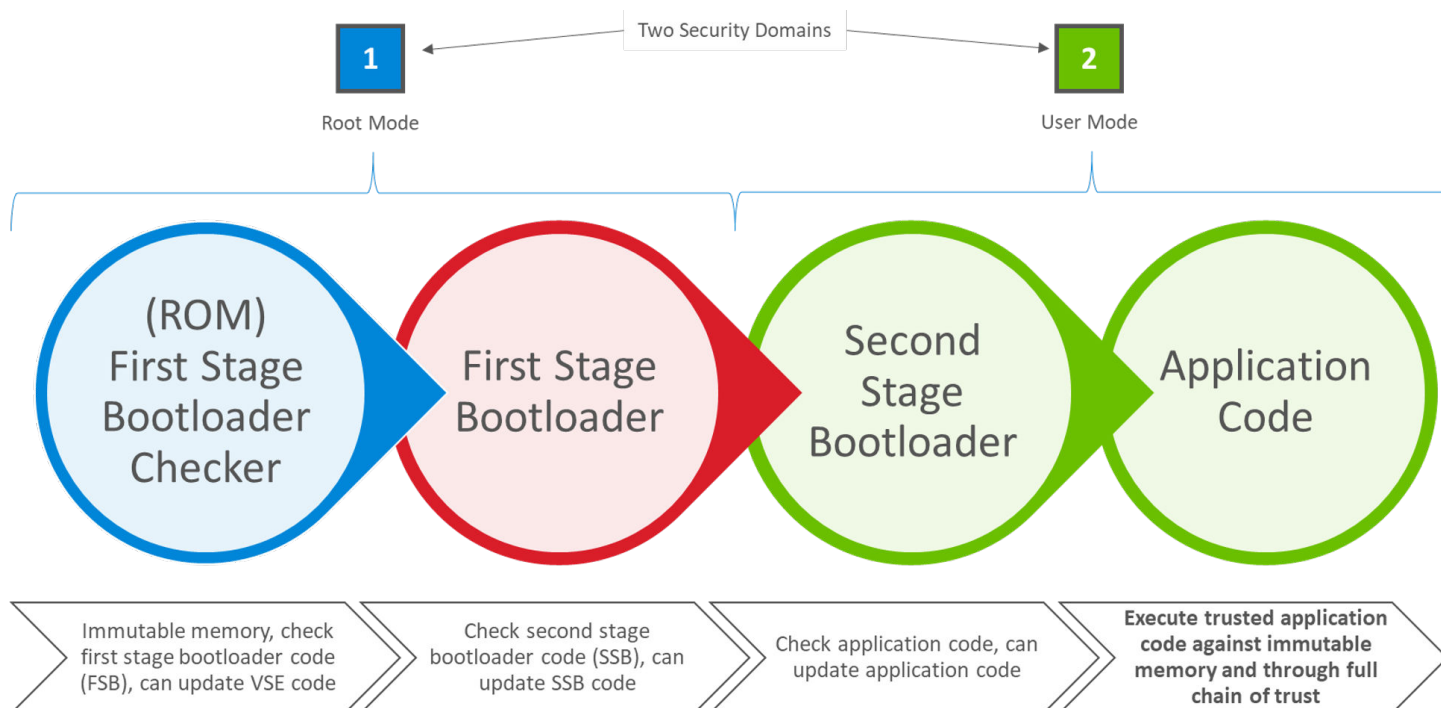 Two Security Domains
1
2
Root Mode
User Mode
(ROM)
First Stage
Bootloader
Checker
First Stage
Bootloader
Second
Stage
Bootloader
Application
Code
Immutable memory, check
first stage bootloader code
(FSB), can update VSE code
Check second stage
bootloader code (SSB), can
update SSB code
Check application code, can
update application code
Execute trusted application
code against immutable
memory and through full
chain of trust